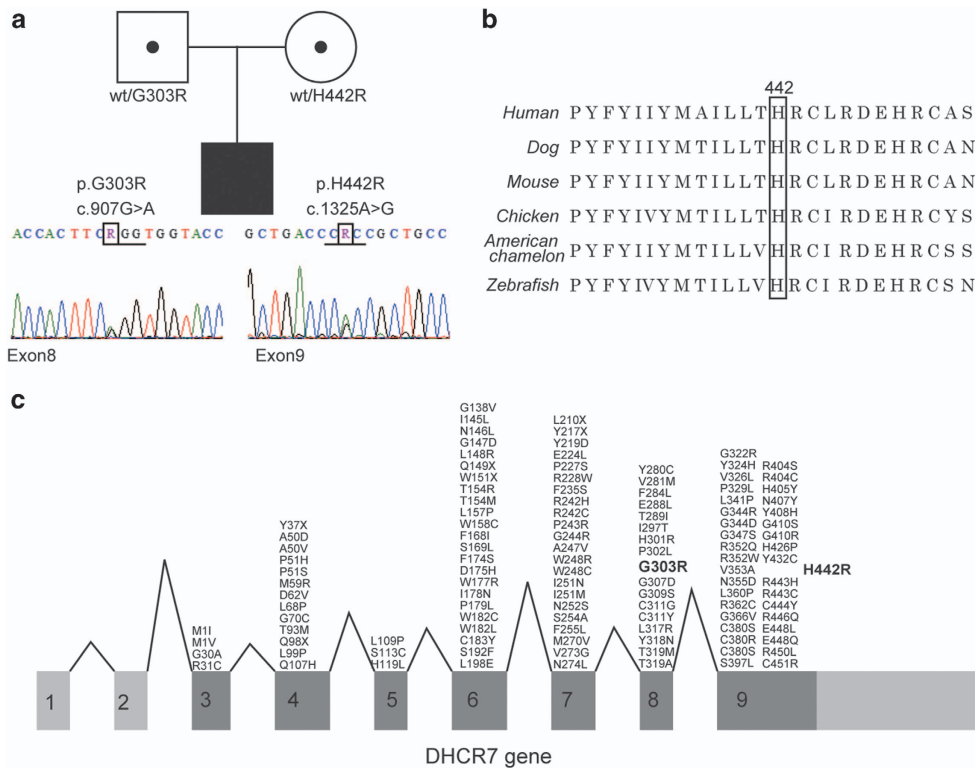 a
wt/G303R
wt/H442R
p.G303R
c.907G>A
p.H442R
c.1325A>G
ACCACTTCRGGTGGTACC
GCTGACCCRCCGCTGCC
Exon8
Exon9
b
442
Human PYFYIIYMAILLTHRCLRDEHRCAS
Dog PYFYIIYMTILLTHRCLRDEHRCAN
Mouse PYFYIIYMTILLTHRCLRDEHRCAN
Chicken PYFYIVYMTILLTHRCIRDEHRCYS
American
chamelon PYFYIIYMTILLVHRCIRDEHRCSS
Zebrafish PYFYIVYMTILLVHRCIRDEHRCSN
c
M1I
M1V
G30A
R31C
Y37X
A50D
A50V
P51H
P51S
M59R
D62V
L68P
G70C
T93M
Q98X
L99P
Q107H
L109P
S113C
H119L
G138V
I145L
N146L
G147D
L148R
Q149X
W151X
T154R
T154M
L157P
W158C
F168I
S169L
F174S
D175H
W177R
I178N
P179L
W182C
W182L
C183Y
S192F
L198E
L210X
Y217X
Y219D
E224L
P227S
R228W
F235S
R242H
R242C
P243R
G244R
A247V
W248R
W248C
I251N
I251M
N252S
S254A
F255L
M270V
V273G
N274L
Y280C
V281M
F284L
E288L
T289I
I297T
H301R
P302L
G303R
G307D
G309S
C311G
C311Y
L317R
Y318N
T319M
T319A
G322R
Y324H
V326L
P329L
L341P
G344R
G344D
G347S
R352Q
R352W
V353A
N355D
L360P
R362C
G366V
C380S
C380R
C380S
S397L
R404S
R404C
H405Y
N407Y
Y408H
G410S
G410R
H426P
Y432C
H442R
R443H
R443C
C444Y
R446Q
E448L
E448Q
R450L
C451R
1
2
3
4
5
6
7
8
9
DHCR7 gene